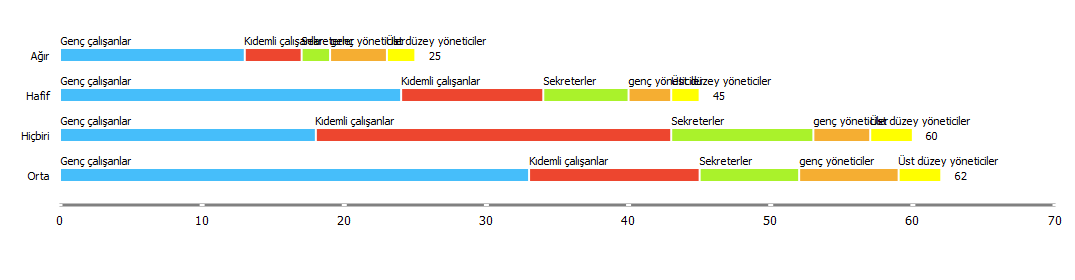 Genç çalışanlar Kıdemli çalışanlar Sekreterler genç yöneticiler Üst düzey yöneticiler
Ağır 25
Genç çalışanlar Kıdemli çalışanlar Sekreterler genç yöneticiler Üst düzey yöneticiler
Hafif 45
Genç çalışanlar Kıdemli çalışanlar Sekreterler genç yöneticiler Üst düzey yöneticiler
Hiçbiri 60
Genç çalışanlar Kıdemli çalışanlar Sekreterler genç yöneticiler Üst düzey yöneticiler
Orta 62
0 10 20 30 40 50 60 70